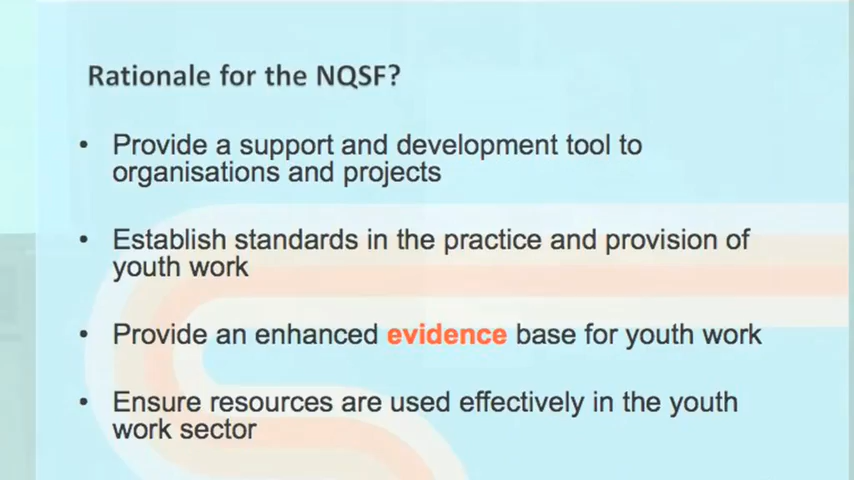 Rationale for the NQSF?
• Provide a support and development tool to
organisations and projects
• Establish standards in the practice and provision of
youth work
• Provide an enhanced evidence base for youth work
• Ensure resources are used effectively in the youth
work sector